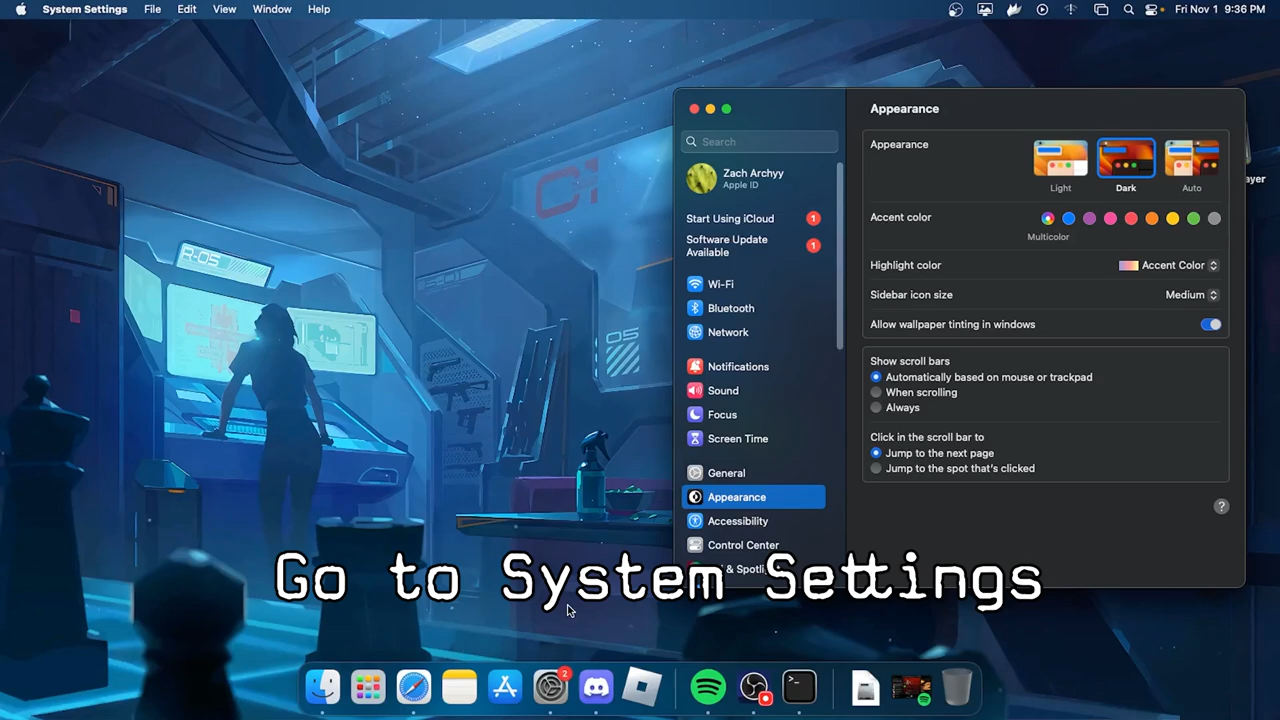 System Settings File Edit View Window Help Fri Nov 1 9:36 PM
R-05
01
05
Search
Zach Archyy
Apple ID
Start Using iCloud 1
Software Update
Available 1
Wi-Fi
Bluetooth
Network
Notifications
Sound
Focus
Screen Time
General
Appearance
Accessibility
Control Center
Appearance
Appearance
Light Dark Auto
Accent color
Multicolor
Highlight color Accent Color
Sidebar icon size Medium
Allow wallpaper tinting in windows
Show scroll bars
Automatically based on mouse or trackpad
When scrolling
Always
Click in the scroll bar to
Jump to the next page
Jump to the spot that's clicked
?
Go to System Settings
2